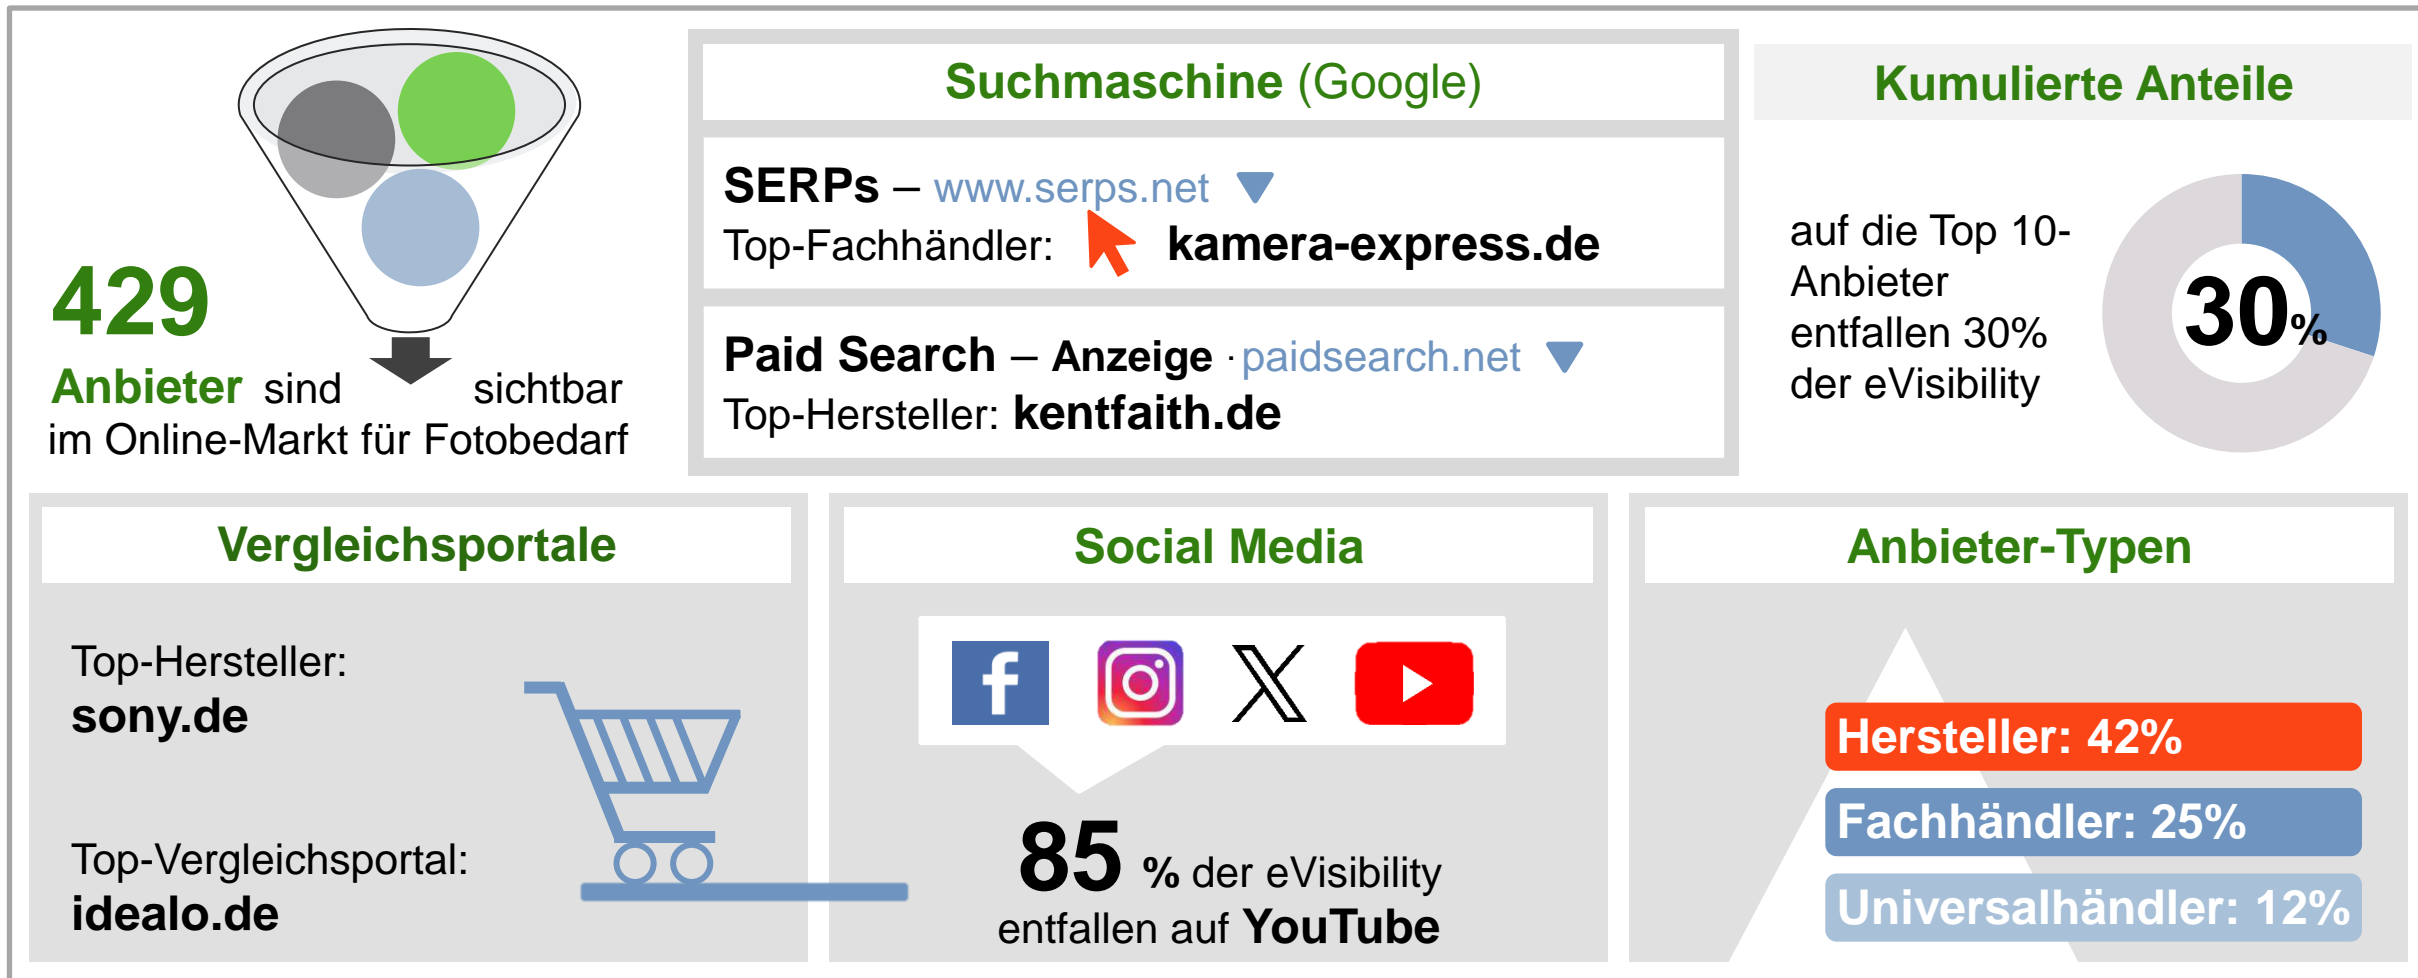 429
Anbieter sind sichtbar
im Online-Markt für Fotobedarf
Suchmaschine (Google)
SERPs – www.serps.net
Top-Fachhändler: kamera-express.de
Paid Search – Anzeige · paidsearch.net
Top-Hersteller: kentfaith.de
Kumulierte Anteile
auf die Top 10-
Anbieter
entfallen 30%
der eVisibility
30%
Vergleichsportale
Top-Hersteller:
sony.de
Top-Vergleichsportal:
idealo.de
Social Media
85 % der eVisibility
entfallen auf YouTube
Anbieter-Typen
Hersteller: 42%
Fachhändler: 25%
Universalhändler: 12%